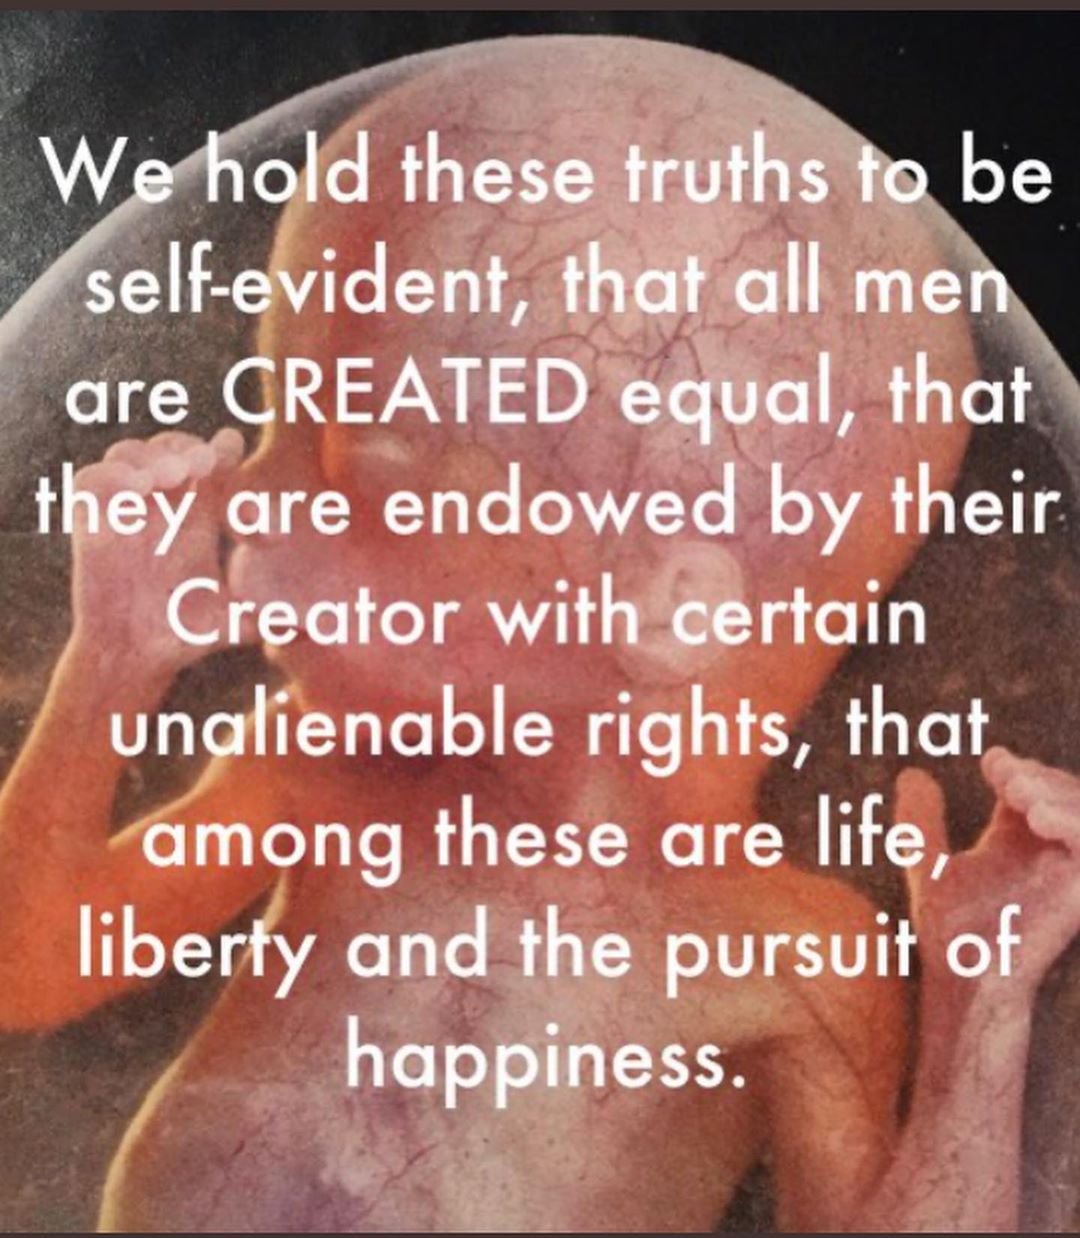 We hold these truths to be
self-evident, that all men
are CREATED equal, that
they are endowed by their
Creator with certain
unalienable rights, that
among these are life,
liberty and the pursuit of
happiness.